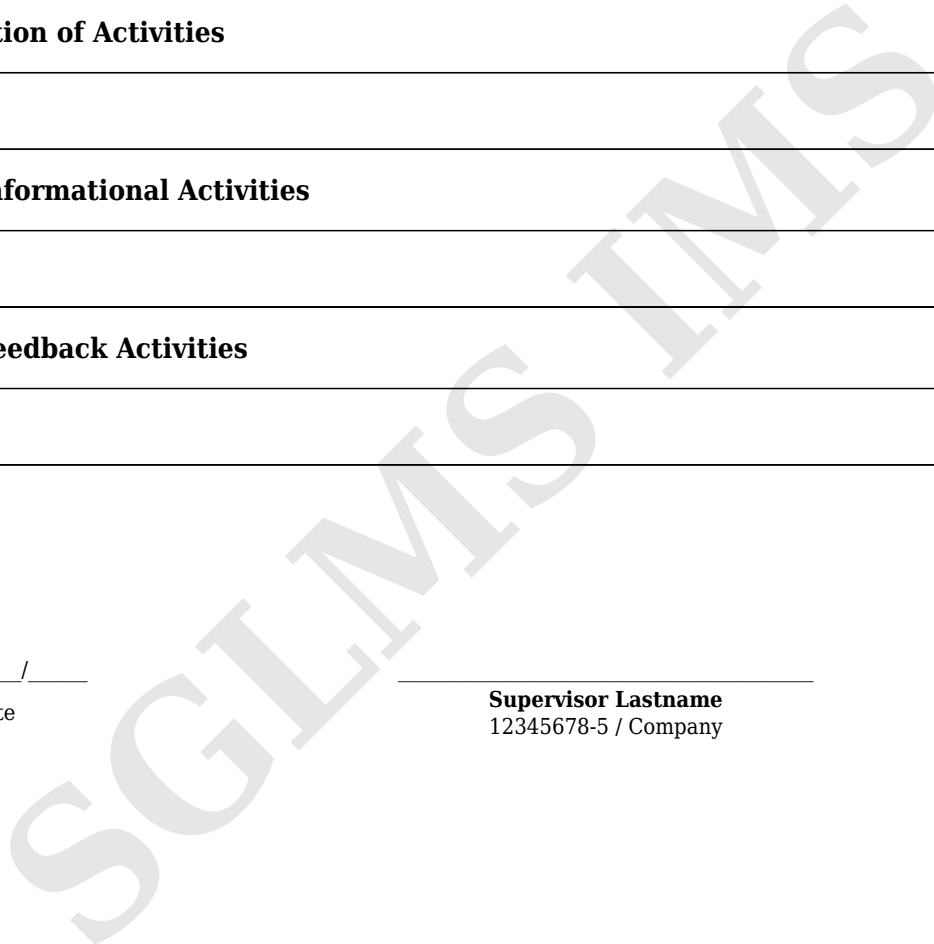 tion of Activities
nformational Activities
eedback Activities
__/______
te
Supervisor Lastname
12345678-5 / Company
SGLMS IMS